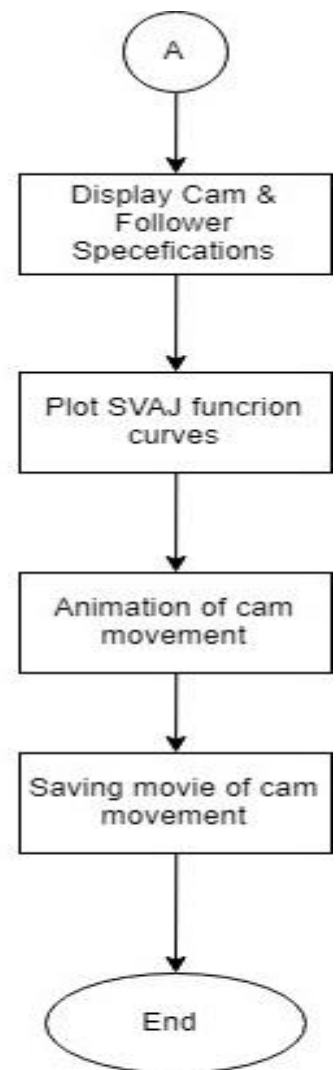 A
Display Cam &
Follower
Specefications
Plot SVAJ funcrion
curves
Animation of cam
movement
Saving movie of cam
movement
End